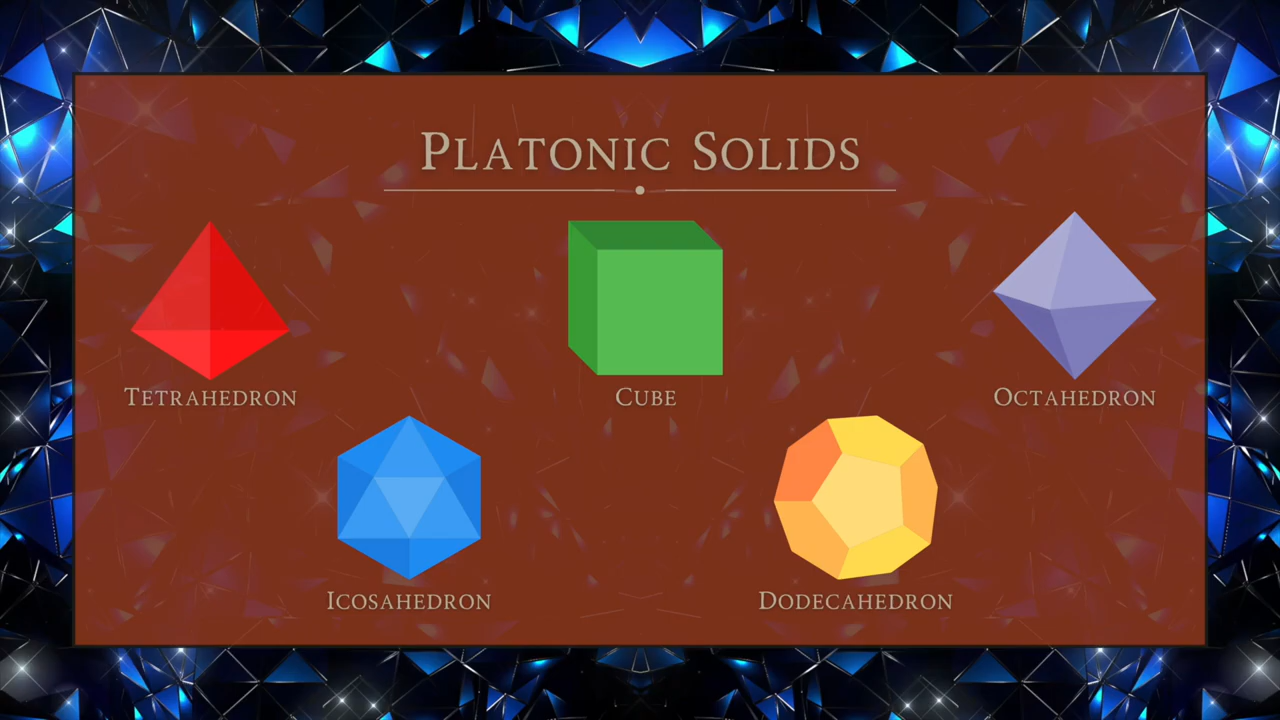 Platonic Solids
Tetrahedron
Cube
Octahedron
Icosahedron
Dodecahedron